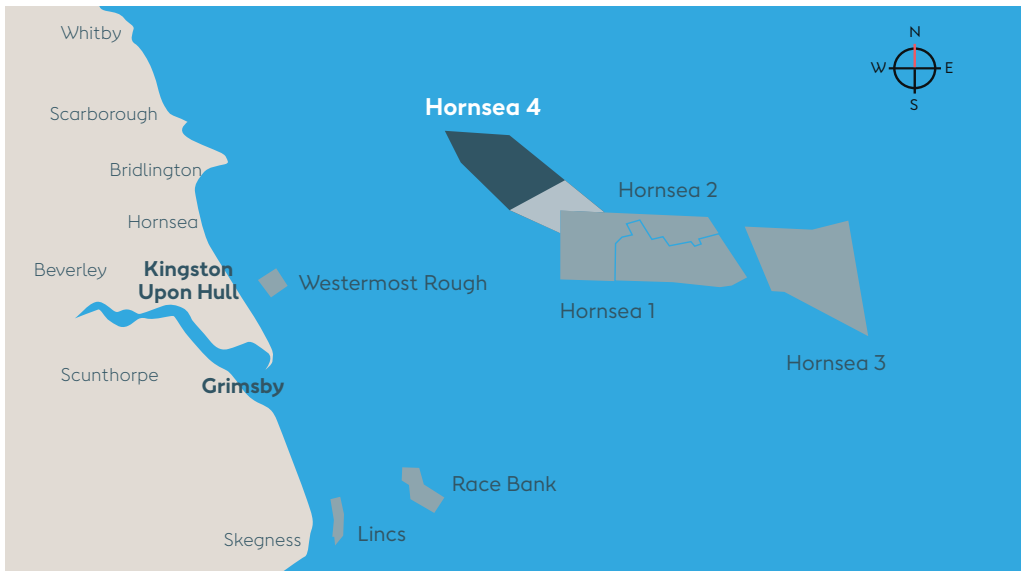 N
Whitby
W
E
S
Hornsea 4
Scarborough
Bridlington
Hornsea 2
Hornsea
Beverley
Kingston
Upon Hull
Westermost Rough
Hornsea 1
Hornsea 3
Scunthorpe
Grimsby
Race Bank
Lincs
Skegness